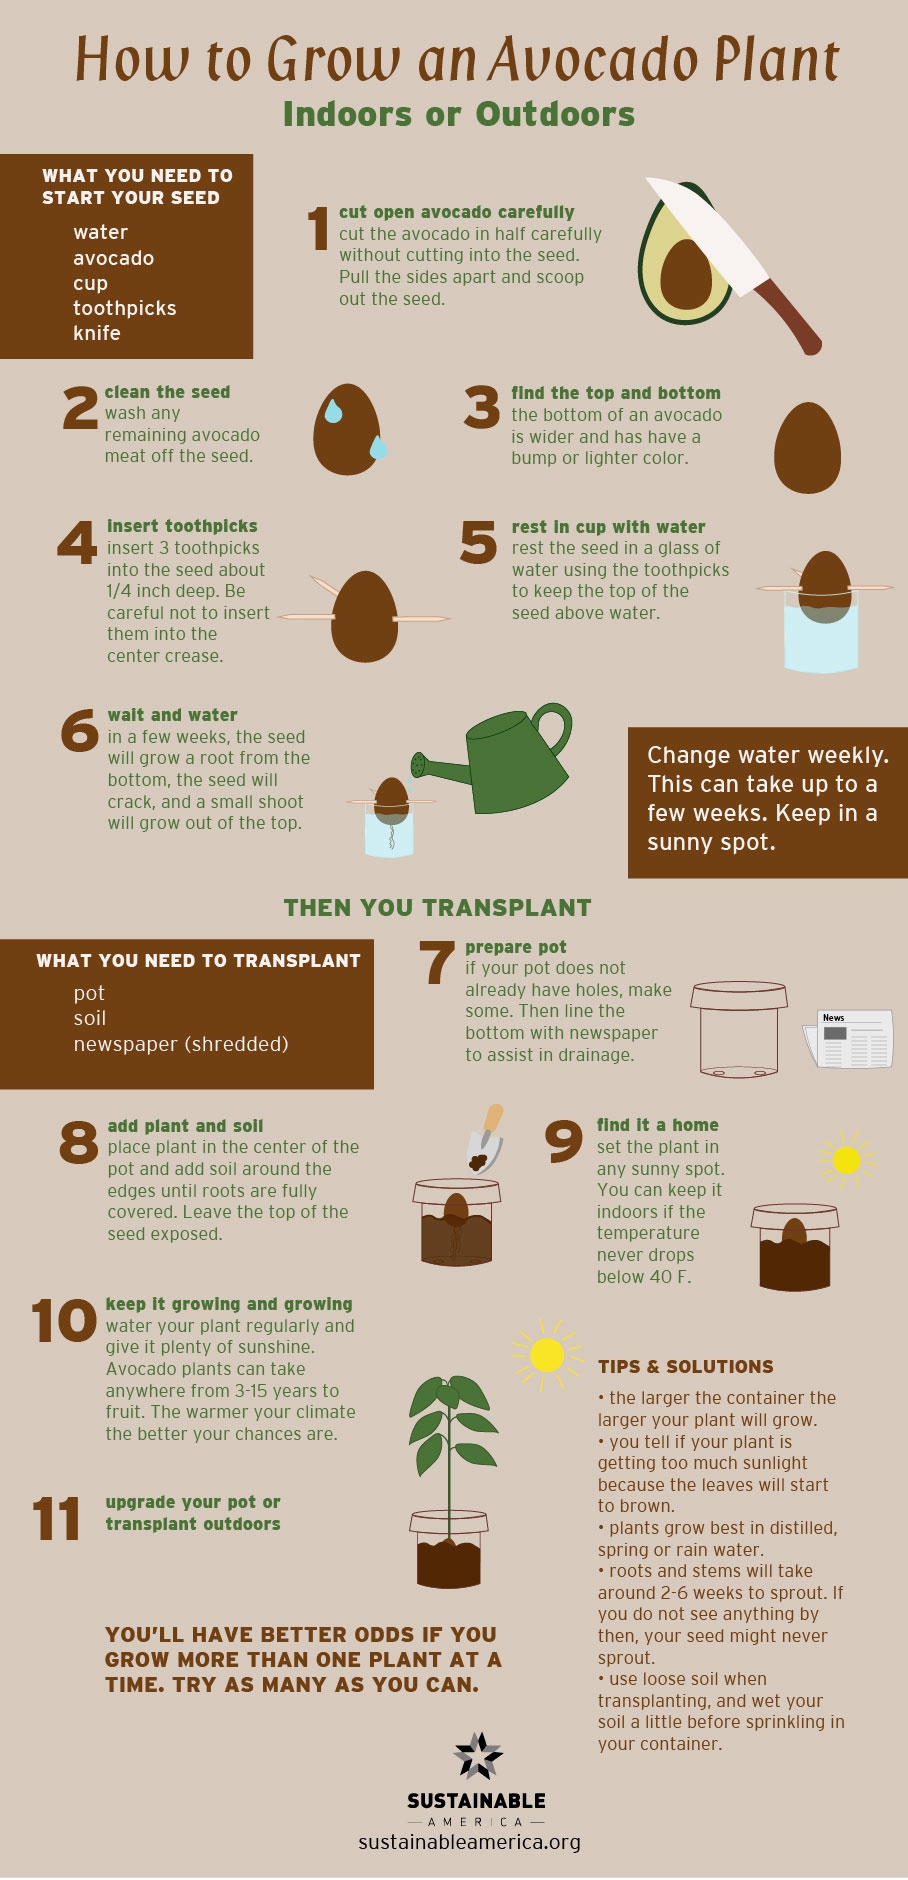 How to Grow an Avocado Plant
Indoors or Outdoors
WHAT YOU NEED TO
START YOUR SEED
water
avocado
cup
toothpicks
knife
1
cut open avocado carefully
cut the avocado in half carefully
without cutting into the seed.
Pull the sides apart and scoop
out the seed.
2
clean the seed
wash any
remaining avocado
meat off the seed.
3
find the top and bottom
the bottom of an avocado
is wider and has have a
bump or lighter color.
4
insert toothpicks
insert 3 toothpicks
into the seed about
1/4 inch deep. Be
careful not to insert
them into the
center crease.
5
rest in cup with water
rest the seed in a glass of
water using the toothpicks
to keep the top of the
seed above water.
6
wait and water
in a few weeks, the seed
will grow a root from the
bottom, the seed will
crack, and a small shoot
will grow out of the top.
Change water weekly.
This can take up to a
few weeks. Keep in a
sunny spot.
THEN YOU TRANSPLANT
WHAT YOU NEED TO TRANSPLANT
pot
soil
newspaper (shredded)
7
prepare pot
if your pot does not
already have holes, make
some. Then line the
bottom with newspaper
to assist in drainage.
News
8
add plant and soil
place plant in the center of the
pot and add soil around the
edges until roots are fully
covered. Leave the top of the
seed exposed.
9
find it a home
set the plant in
any sunny spot.
You can keep it
indoors if the
temperature
never drops
below 40 F.
10
keep it growing and growing
water your plant regularly and
give it plenty of sunshine.
Avocado plants can take
anywhere from 3-15 years to
fruit. The warmer your climate
the better your chances are.
11
upgrade your pot or
transplant outdoors
TIPS & SOLUTIONS
• the larger the container the
larger your plant will grow.
• you tell if your plant is
getting too much sunlight
because the leaves will start
to brown.
• plants grow best in distilled,
spring or rain water.
• roots and stems will take
around 2-6 weeks to sprout. If
you do not see anything by
then, your seed might never
sprout.
• use loose soil when
transplanting, and wet your
soil a little before sprinkling in
your container.
YOU'LL HAVE BETTER ODDS IF YOU
GROW MORE THAN ONE PLANT AT A
TIME. TRY AS MANY AS YOU CAN.
SUSTAINABLE
AMERICA
sustainableamerica.org